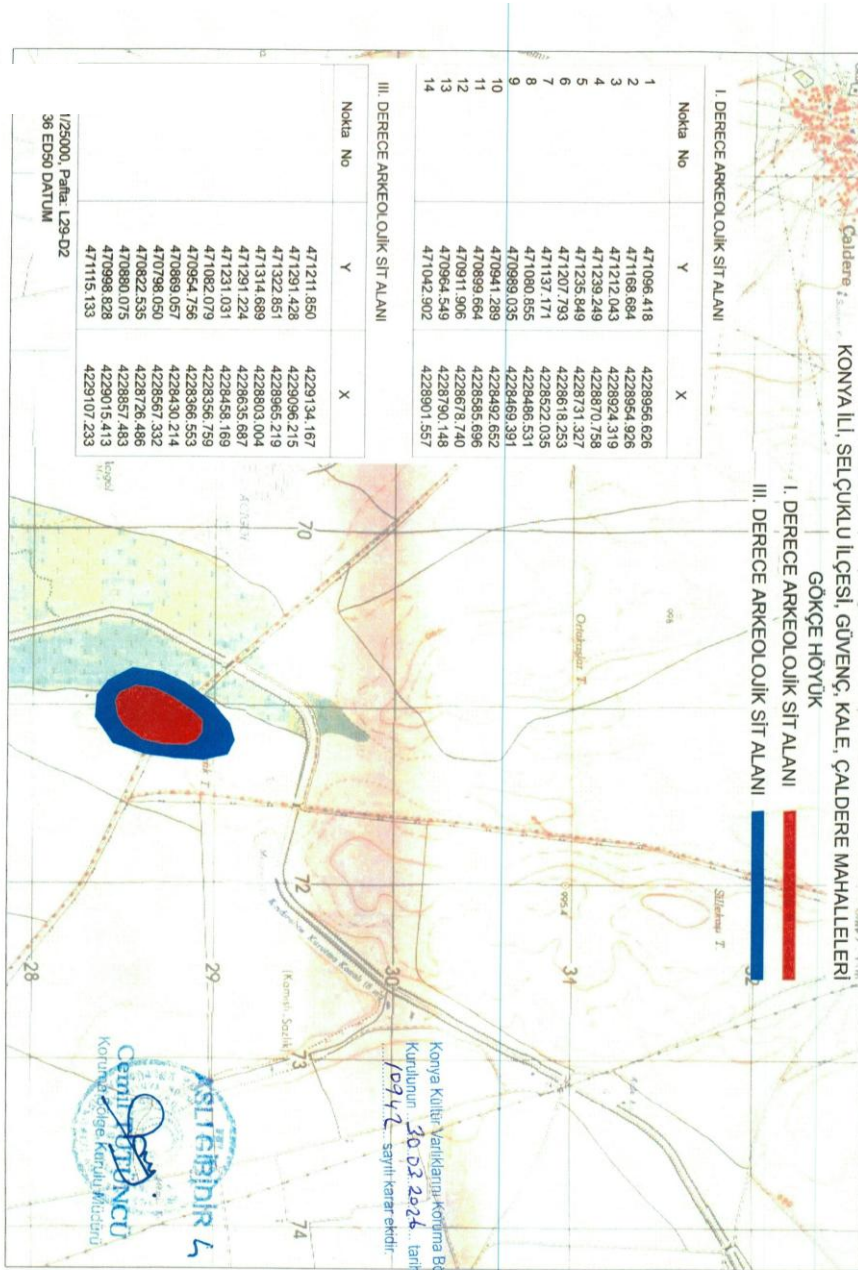 KONYA İLİ, SELÇUKLU İLÇESİ, GÜVENÇ, KALE, ÇALDERE MAHALLELERİ
GÖKÇE HÖYÜK
I. DERECE ARKEOLOJİK SİT ALANI
III. DERECE ARKEOLOJİK SİT ALANI
Çaldere
I. DERECE ARKEOLOJİK SİT ALANI
Nokta No Y X
1 471096.418 4228956.626
2 471168.684 4228954.926
3 471212.043 4228924.319
4 471239.249 4228870.758
5 471235.849 4228731.327
6 471207.793 4228618.253
7 471137.171 4228522.035
8 471080.855 4228486.531
9 470989.035 4228469.391
10 470941.289 4228492.652
11 470899.664 4228585.696
12 470911.906 4228678.740
13 470964.549 4228790.148
14 471042.902 4228901.557
III. DERECE ARKEOLOJİK SİT ALANI
Nokta No Y X
471211.850 4229134.167
471291.428 4229096.215
471322.851 4228965.219
471314.689 4228803.004
471291.224 4228635.687
471231.031 4228458.169
471082.079 4228356.759
470954.756 4228366.553
470869.057 4228430.214
470798.050 4228567.332
470822.535 4228726.486
470880.075 4228857.483
470998.828 4229015.413
471115.133 4229107.233
1/25000, Pafta: L29-D2
36 ED50 DATUM
Ortakuşlar T.
998
995.4
T.
Acıgöl
(Kamışlı Sazlık)
70
72
73
74
28
29
30
31
32
Konya Kültür Varlıklarını Koruma Bö
Kurulunun 30.03.2026 tarih
10942 sayılı karar ekidir.
ASLI GİBİDİR
Cemil TÜTÜNCÜ
Koruma Bölge Kurulu Müdürü